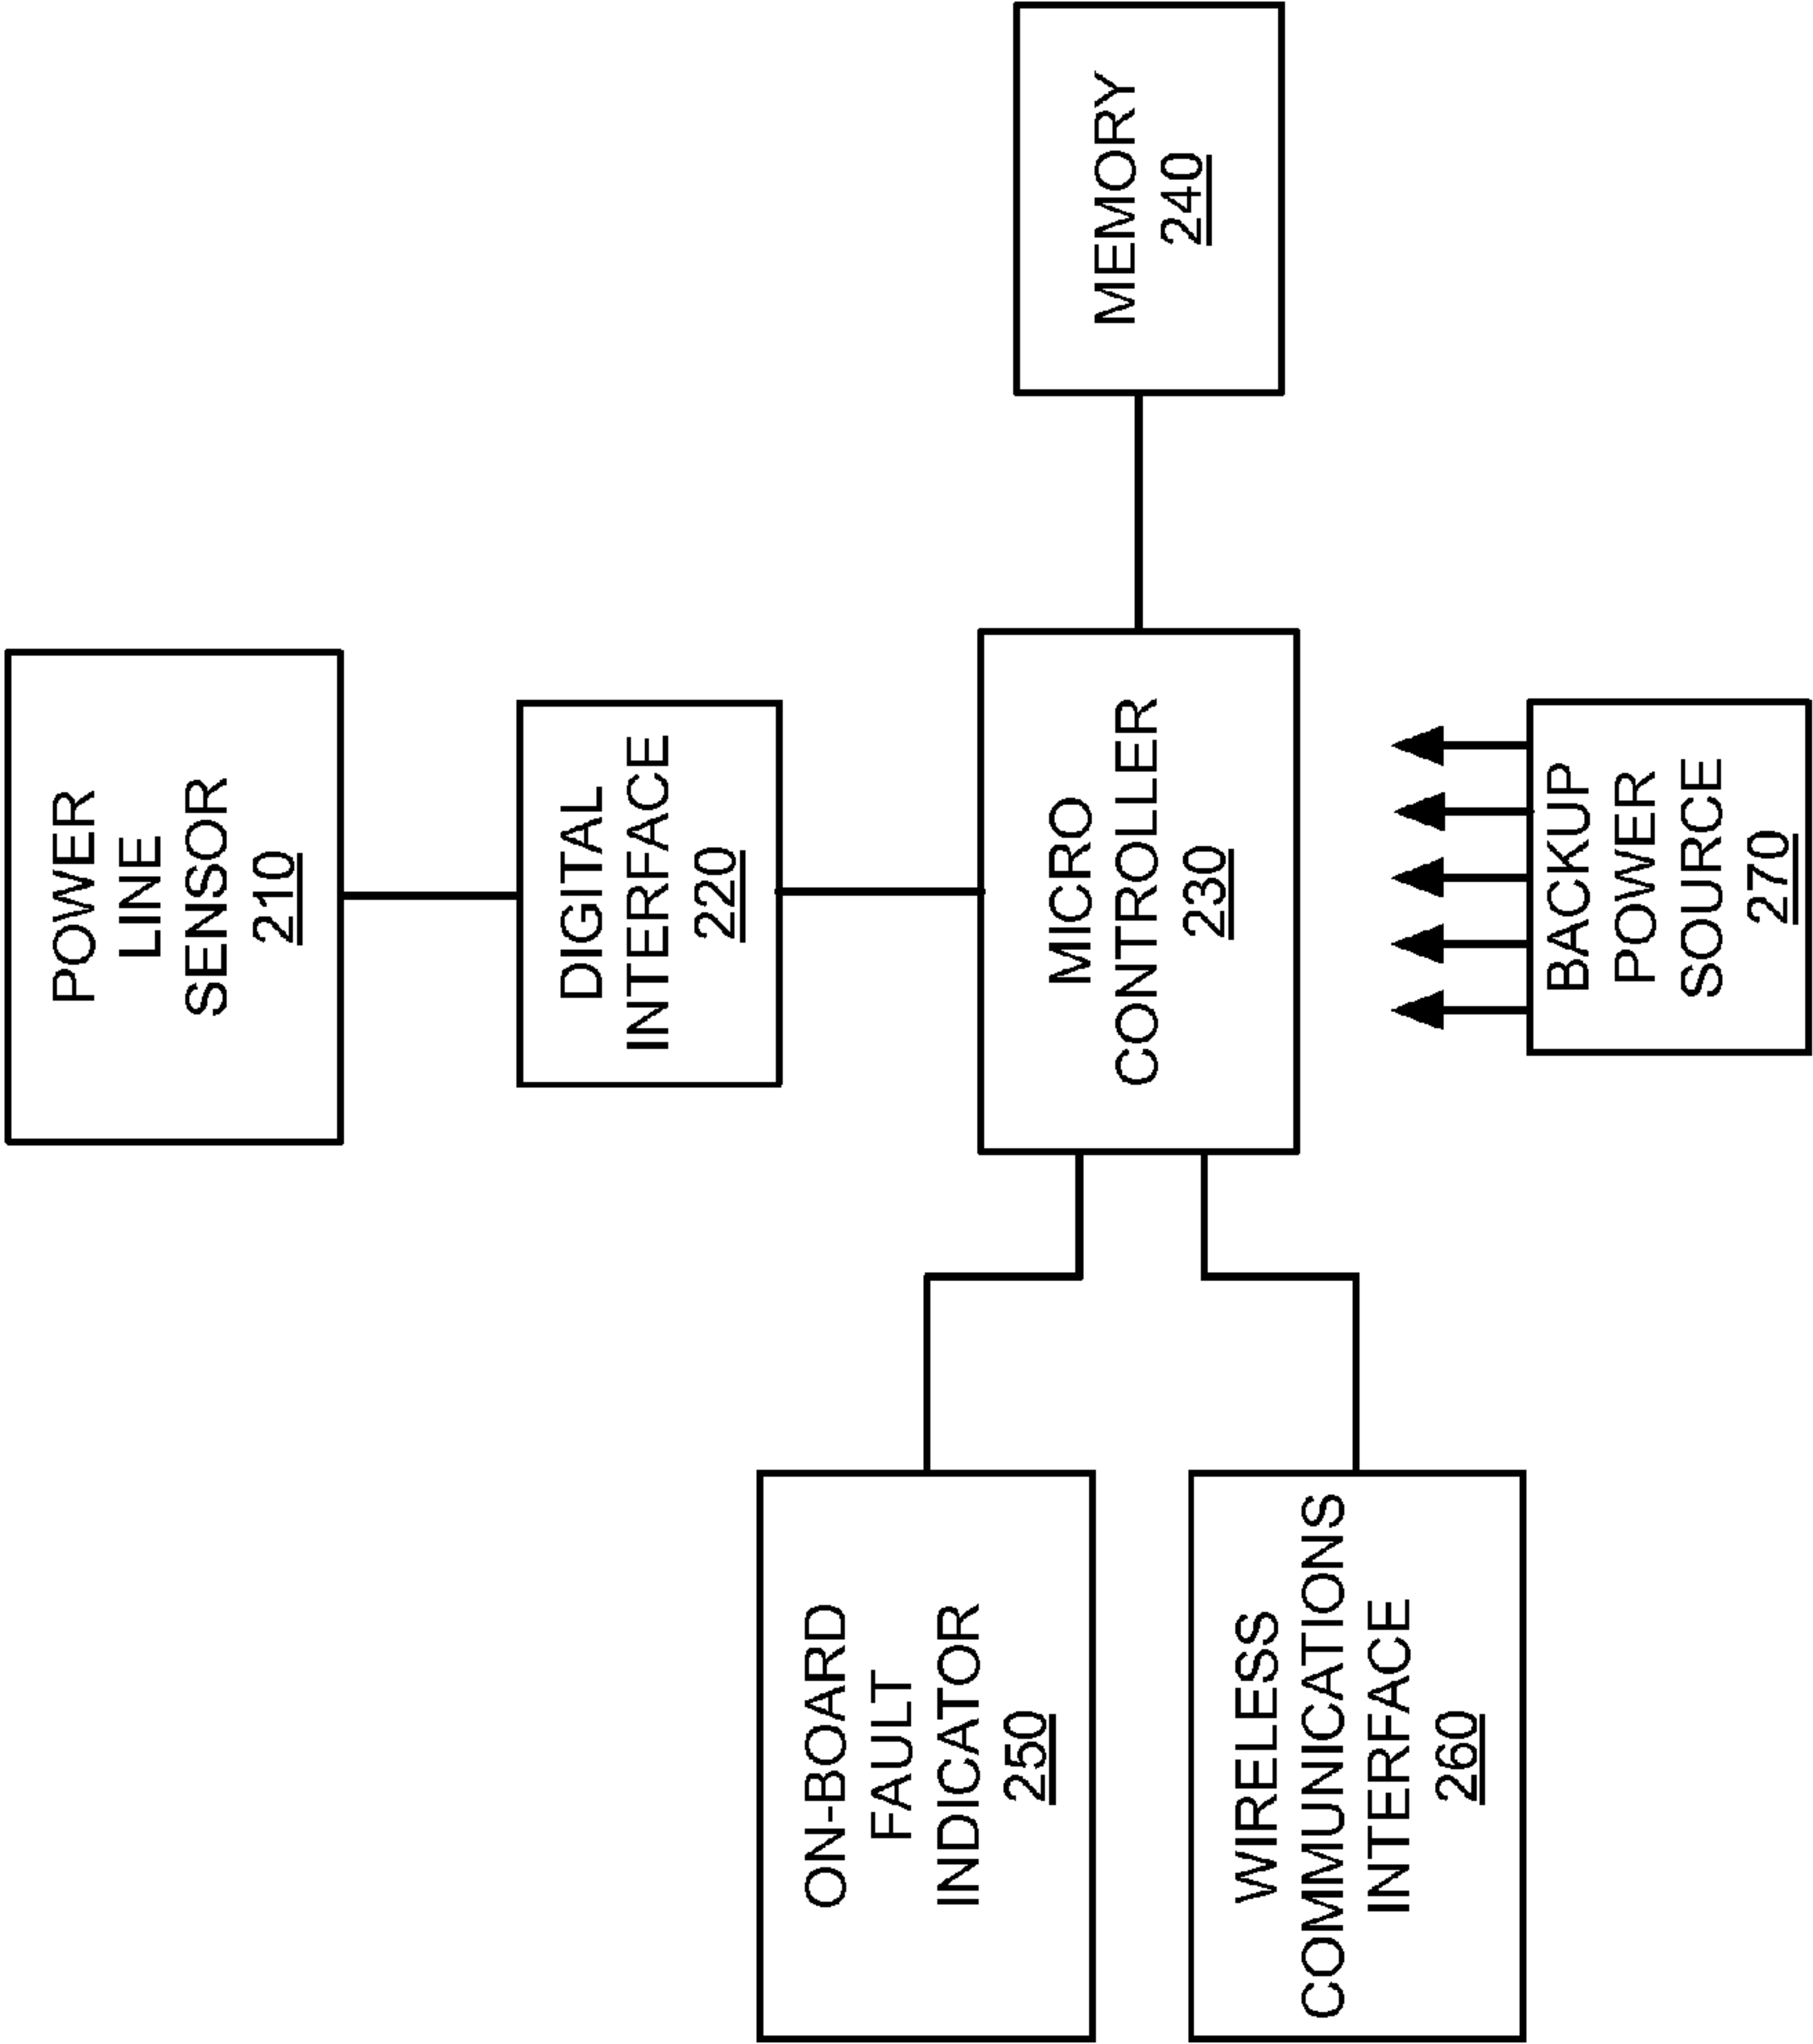 POWER
LINE
SENSOR
210
DIGITAL
INTERFACE
220
MICRO
CONTROLLER
230
MEMORY
240
ON-BOARD
FAULT
INDICATOR
250
WIRELESS
COMMUNICATIONS
INTERFACE
260
BACKUP
POWER
SOURCE
270